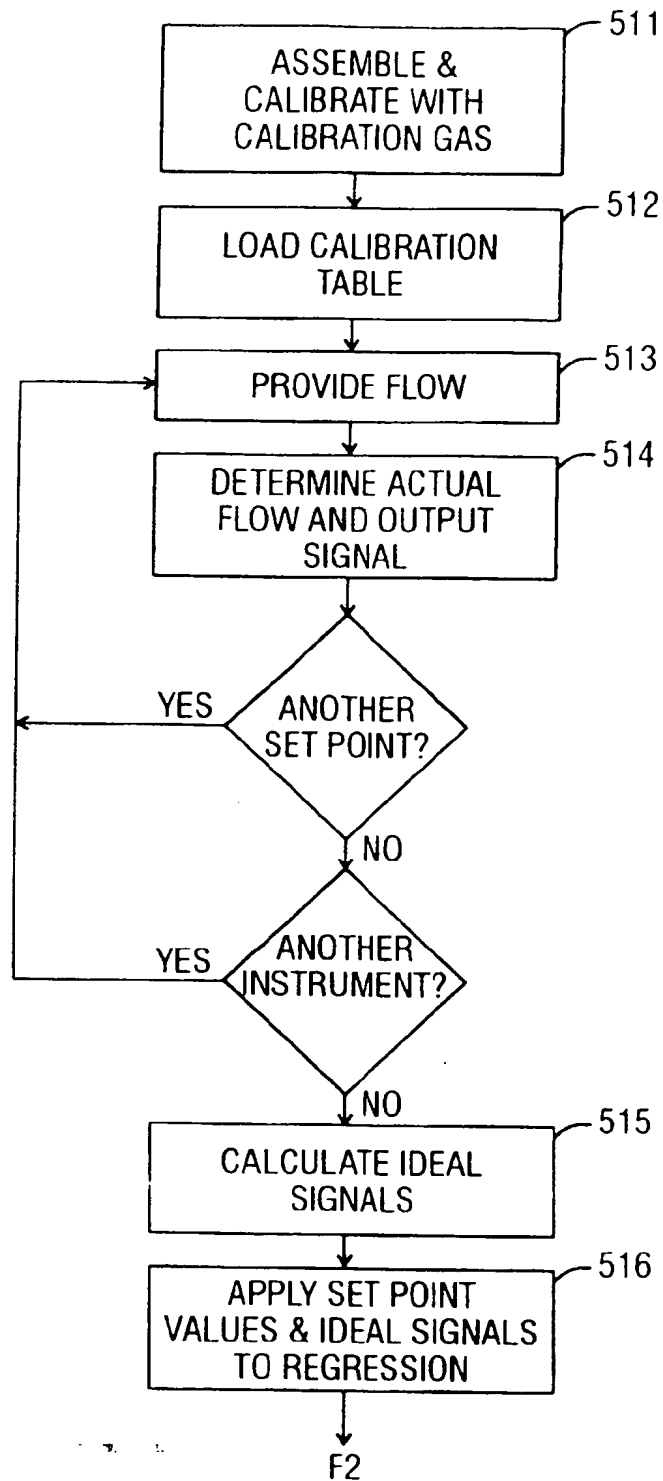 511
ASSEMBLE &
CALIBRATE WITH
CALIBRATION GAS
512
LOAD CALIBRATION
TABLE
513
PROVIDE FLOW
514
DETERMINE ACTUAL
FLOW AND OUTPUT
SIGNAL
YES
ANOTHER
SET POINT?
NO
YES
ANOTHER
INSTRUMENT?
NO
515
CALCULATE IDEAL
SIGNALS
516
APPLY SET POINT
VALUES & IDEAL SIGNALS
TO REGRESSION
F2